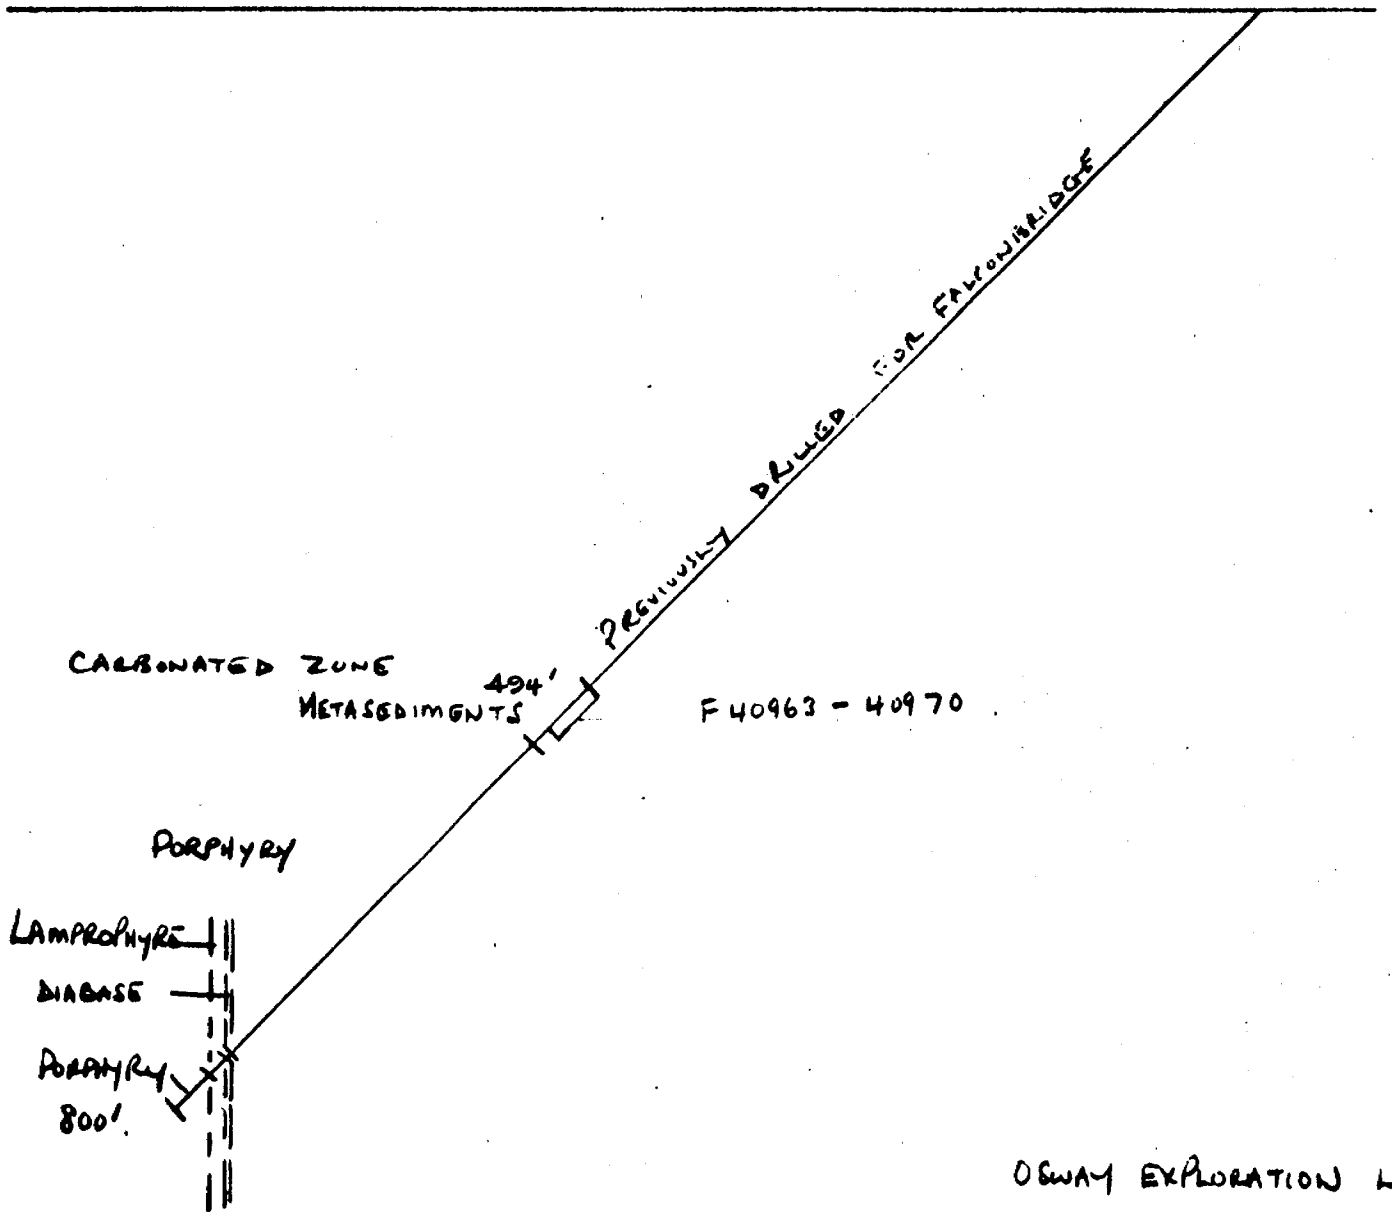 PREVIOUSLY DRILLED FOR FALCONBRIDGE
CARBONATED ZONE
METASEDIMENTS
494'
F 40963 - 40970
PORPHYRY
LAMPROPHYRE
DIABASE
PORPHYRY
800'
OSWAY EXPLORATION L